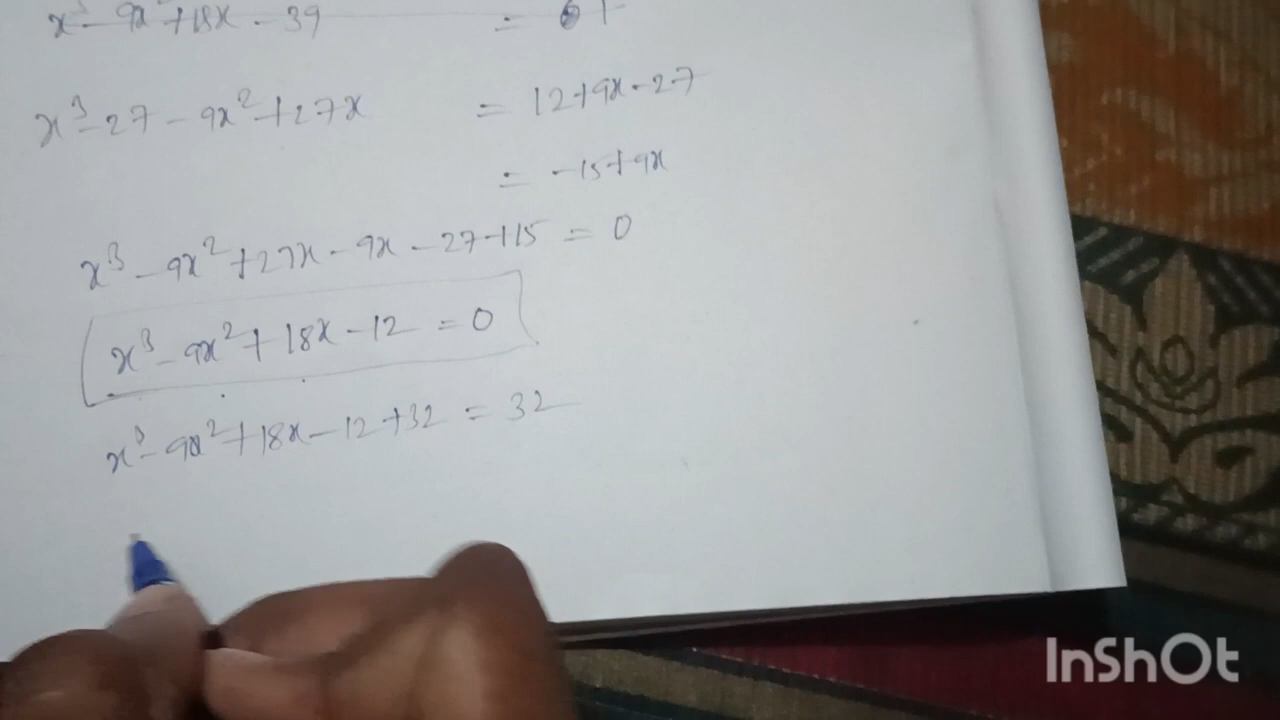 x³ - 9x² + 18x - 39 =
x³ - 27 - 9x² + 27x = 12 + 9x - 27
= -15 + 9x
x³ - 9x² + 27x - 9x - 27 + 15 = 0
x³ - 9x² + 18x - 12 = 0
x³ - 9x² + 18x - 12 + 32 = 32
InShOt